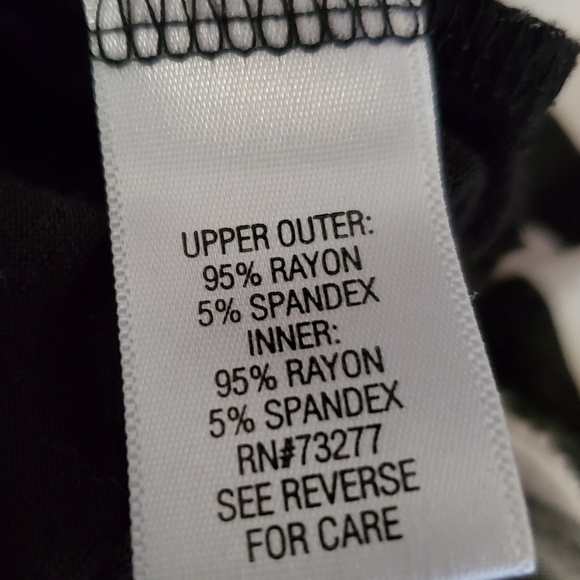 UPPER OUTER:
95% RAYON
5% SPANDEX
INNER:
95% RAYON
5% SPANDEX
RN#73277
SEE REVERSE
FOR CARE